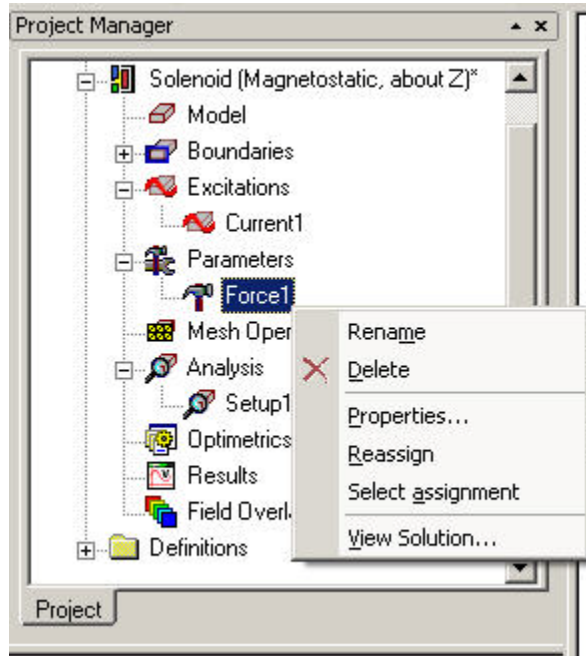 Project Manager
Solenoid (Magnetostatic, about Z)*
Model
Boundaries
Excitations
Current1
Parameters
Force1
Mesh Oper
Analysis
Setup1
Optimetrics
Results
Field Overl
Definitions
Rename
Delete
Properties...
Reassign
Select assignment
View Solution...
Project